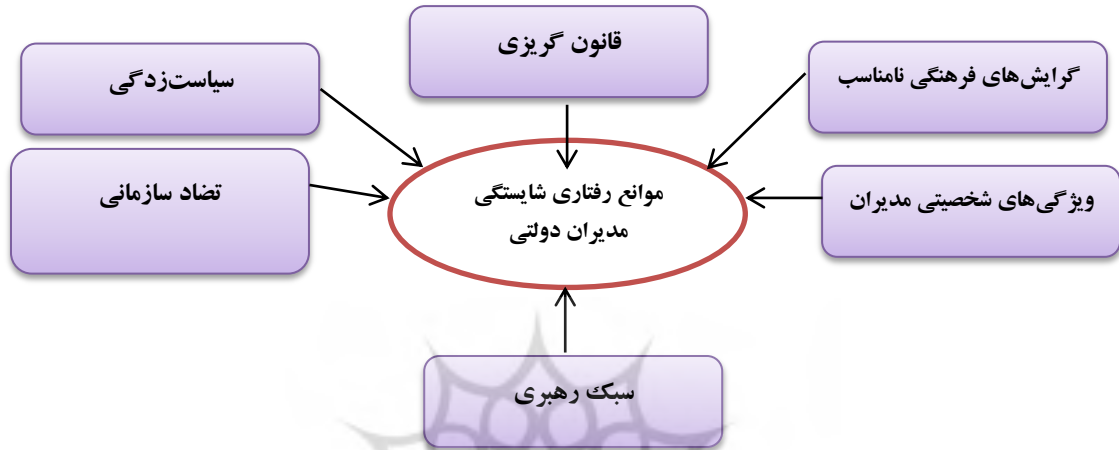 قانون گریزی
گرایش‌های فرهنگی نامناسب
سیاست‌زدگی
ویژگی‌های شخصیتی مدیران
موانع رفتاری شایستگی
مدیران دولتی
تضاد سازمانی
سبک رهبری